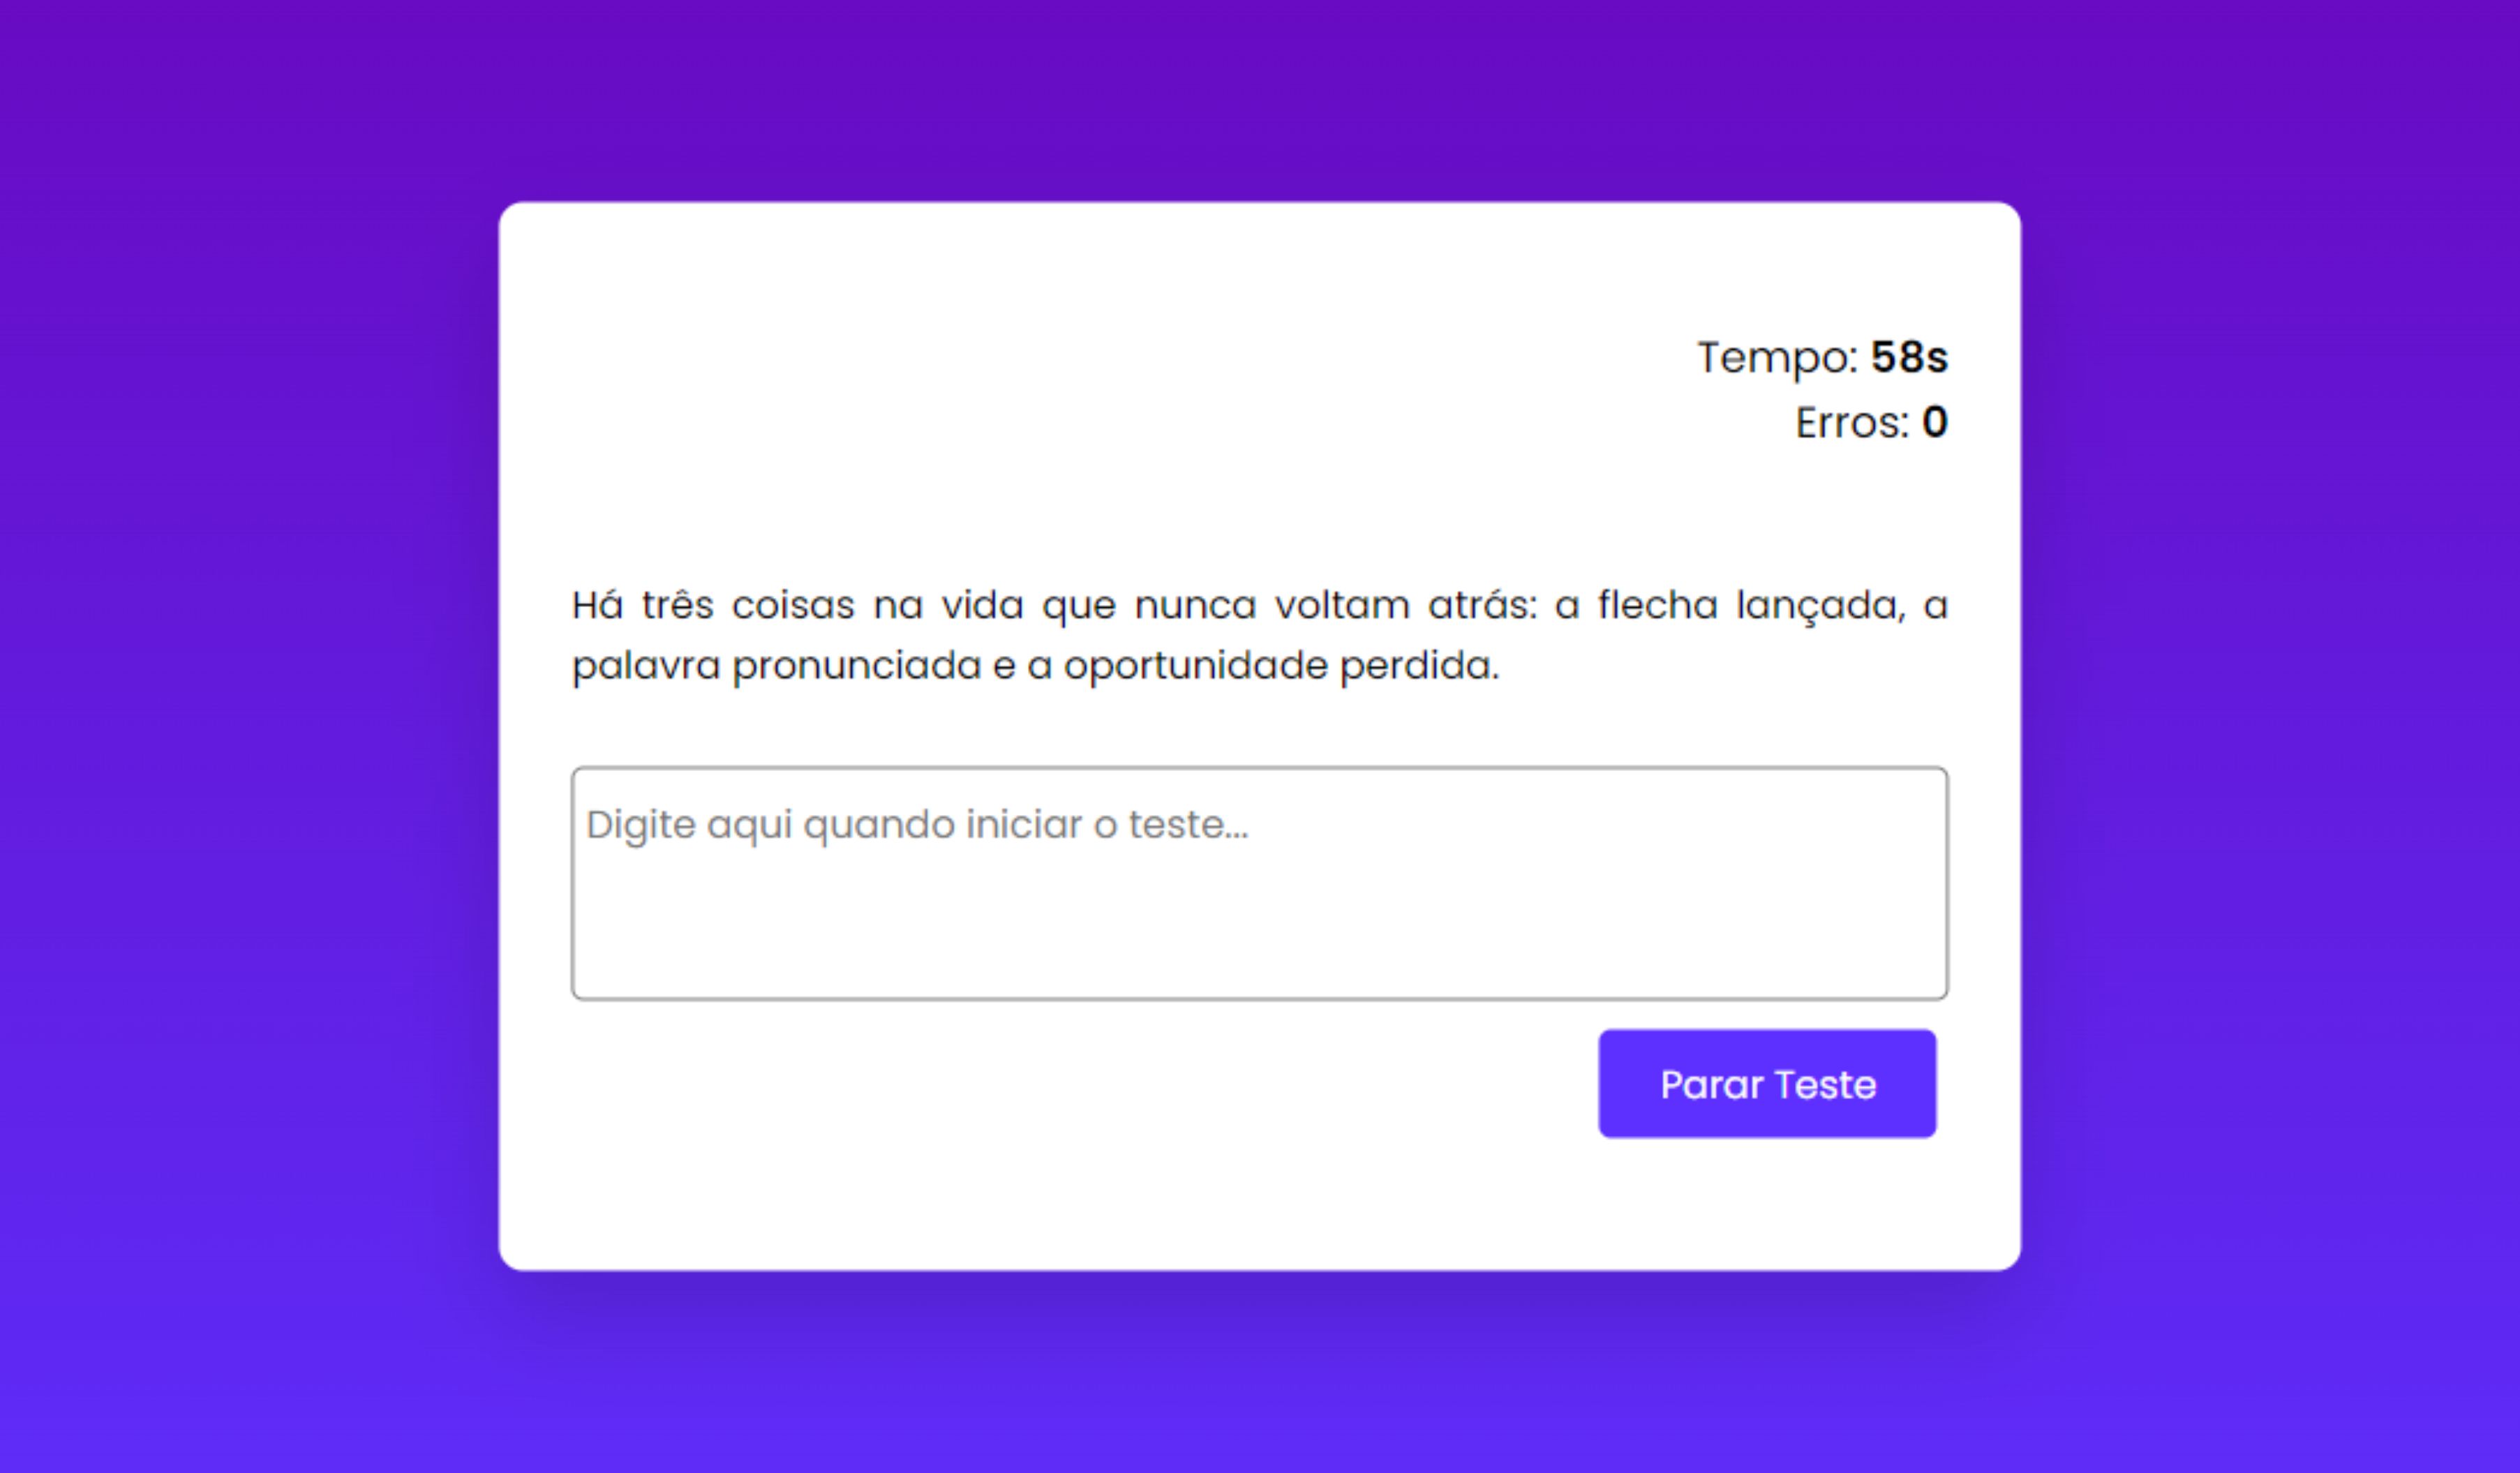 Tempo: 58s
Erros: 0
Há três coisas na vida que nunca voltam atrás: a flecha lançada, a
palavra pronunciada e a oportunidade perdida.
Digite aqui quando iniciar o teste...
Parar Teste